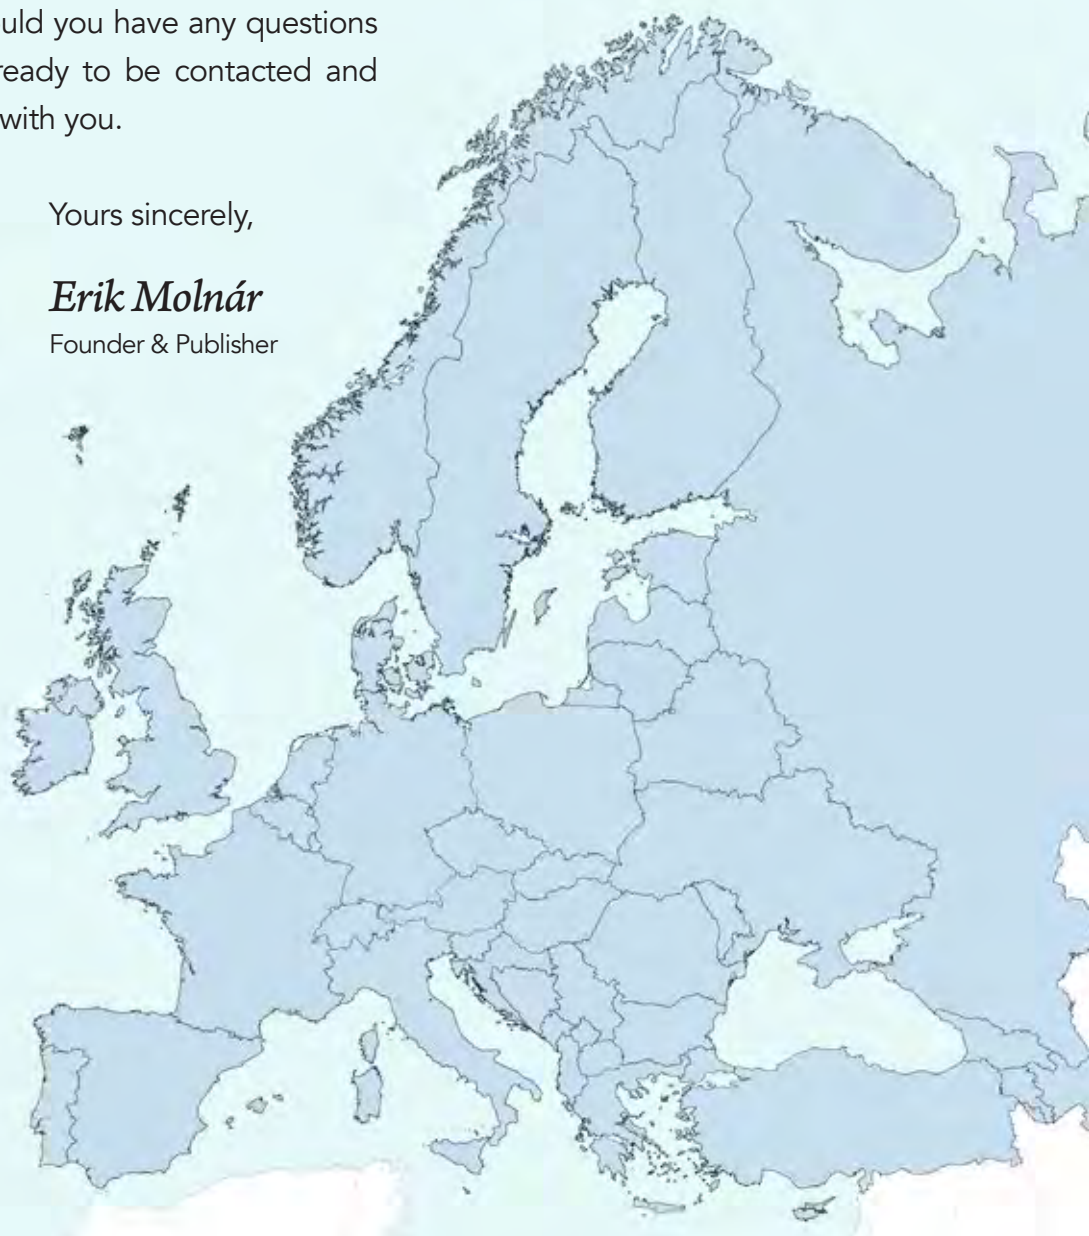 uld you have any questions
ready to be contacted and
with you.
Yours sincerely,
Erik Molnár
Founder & Publisher